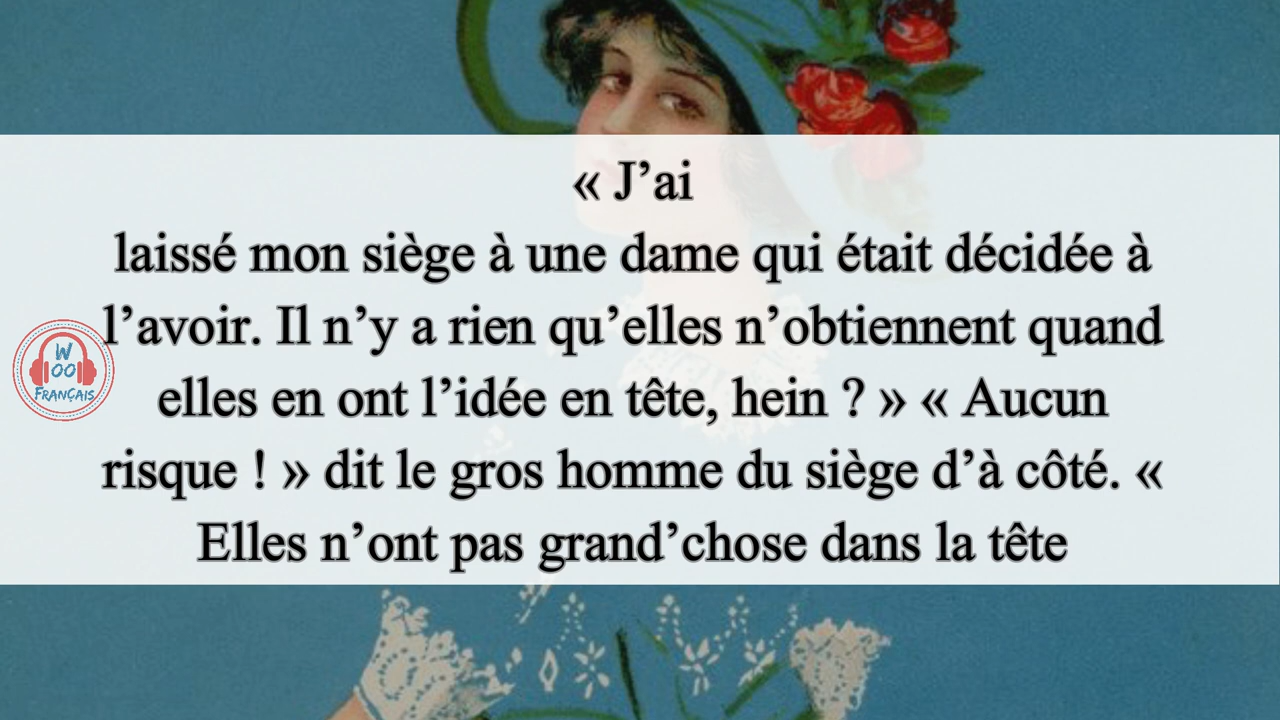 « J’ai
laissé mon siège à une dame qui était décidée à
l’avoir. Il n’y a rien qu’elles n’obtiennent quand
elles en ont l’idée en tête, hein ? » « Aucun
risque ! » dit le gros homme du siège d’à côté. «
Elles n’ont pas grand’chose dans la tête
W
OO
FRANÇAIS